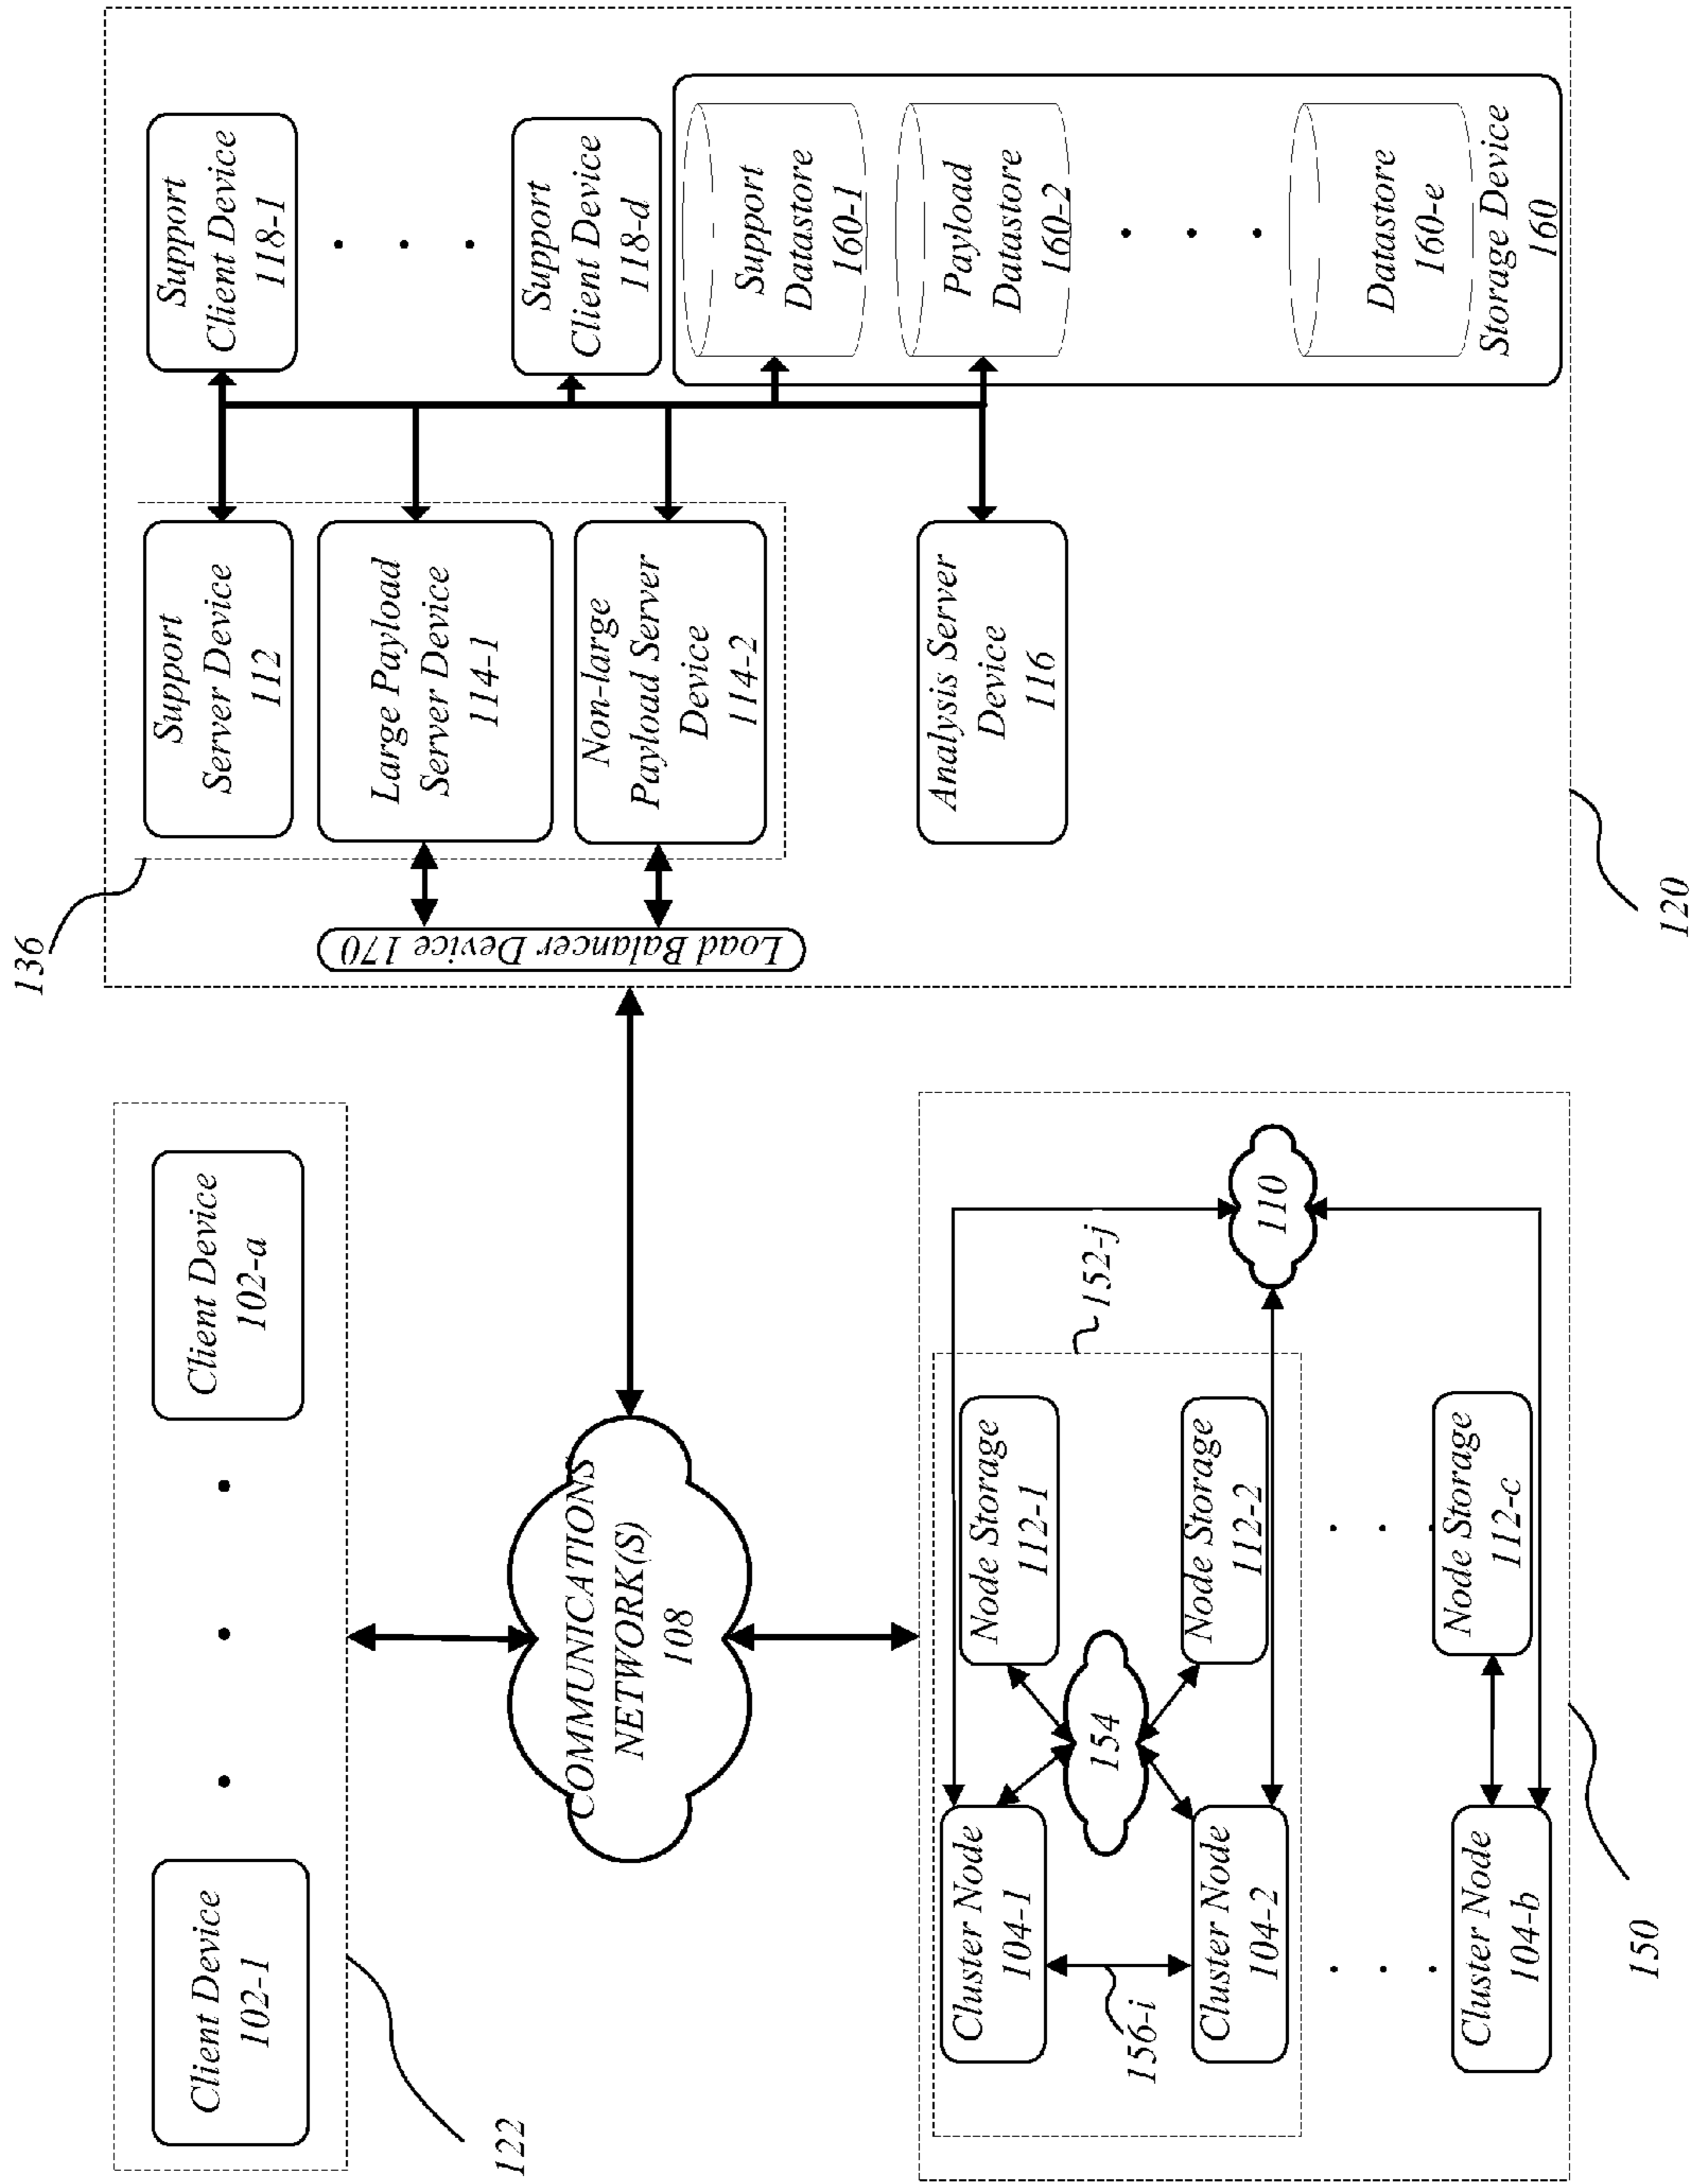 Client Device
102-1
Client Device
102-a
122
COMMUNICATIONS
NETWORK(S)
108
136
Load Balancer Device 170
Support
Server Device
112
Large Payload
Server Device
114-1
Non-large
Payload Server
Device
114-2
Analysis Server
Device
116
Support
Client Device
118-1
Support
Client Device
118-d
Support
Datastore
160-1
Payload
Datastore
160-2
Datastore
160-e
Storage Device
160
120
Cluster Node
104-1
156-i
Cluster Node
104-2
Cluster Node
104-b
154
Node Storage
112-1
Node Storage
112-2
Node Storage
112-c
152-j
110
150